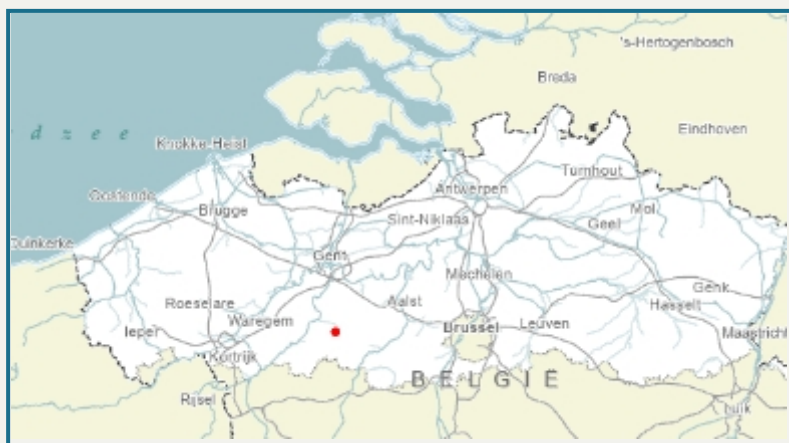 's-Hertogenbosch
Breda
Eindhoven
d z e e
Knokke-Heist
Turnhout
Antwerpen
Oostende
Brugge
Mol
Sint-Niklaas
Geel
Duinkerke
Gent
Mechelen
Genk
Roeselare
Aalst
Hasselt
Waregem
Brussel
Leuven
Ieper
Maastricht
Kortrijk
BELGIË
Rijsel
Luik